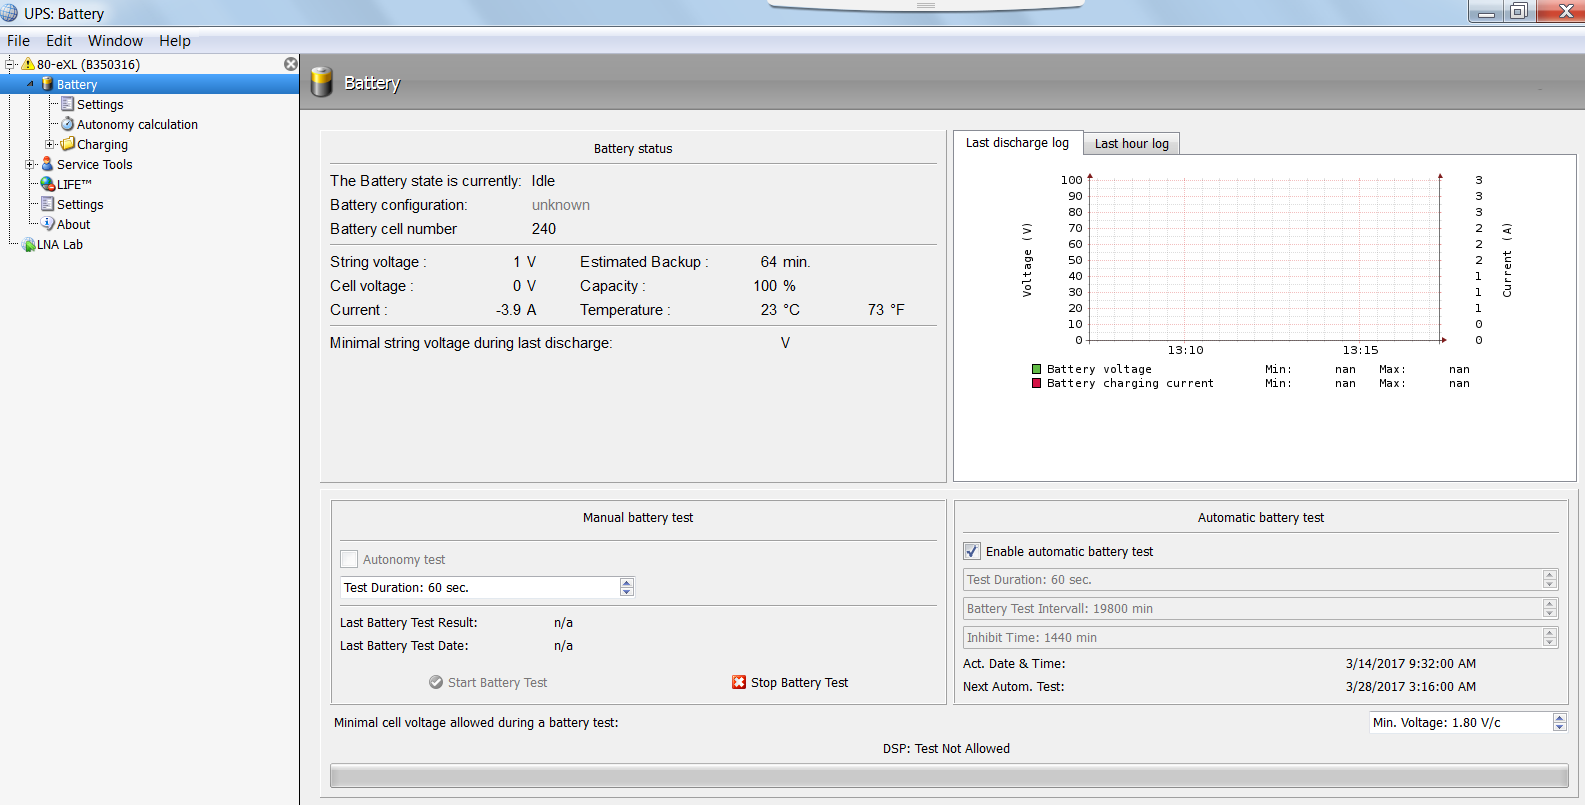 UPS: Battery
File Edit Window Help
80-eXL (B350316)
Battery
Settings
Autonomy calculation
Charging
Service Tools
LIFE™
Settings
About
LNA Lab
Battery
Battery status
The Battery state is currently: Idle
Battery configuration: unknown
Battery cell number 240
String voltage : 1 V Estimated Backup : 64 min.
Cell voltage : 0 V Capacity : 100 %
Current : -3.9 A Temperature : 23 °C 73 °F
Minimal string voltage during last discharge: V
Last discharge log Last hour log
100 3
90 3
80 3
70 2
60 2
50 2
40 1
30 1
20 1
10 0
0 0
Voltage (V)
Current (A)
13:10 13:15
Battery voltage Min: nan Max: nan
Battery charging current Min: nan Max: nan
Manual battery test
Autonomy test
Test Duration: 60 sec.
Last Battery Test Result: n/a
Last Battery Test Date: n/a
Start Battery Test Stop Battery Test
Automatic battery test
Enable automatic battery test
Test Duration: 60 sec.
Battery Test Intervall: 19800 min
Inhibit Time: 1440 min
Act. Date & Time: 3/14/2017 9:32:00 AM
Next Autom. Test: 3/28/2017 3:16:00 AM
Minimal cell voltage allowed during a battery test: Min. Voltage: 1.80 V/c
DSP: Test Not Allowed